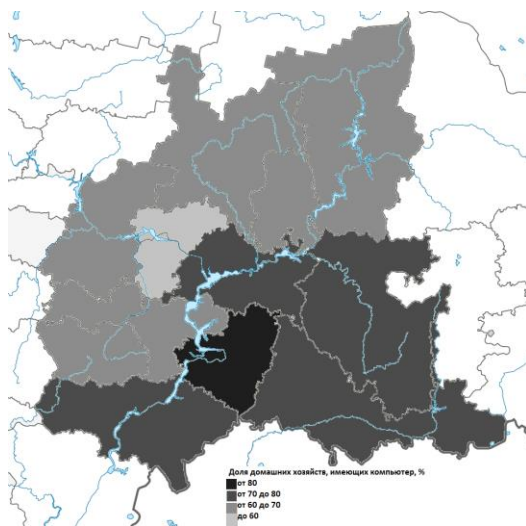 Доля домашних хозяйств, имеющих компьютер, %
от 80
от 70 до 80
от 60 до 70
до 60